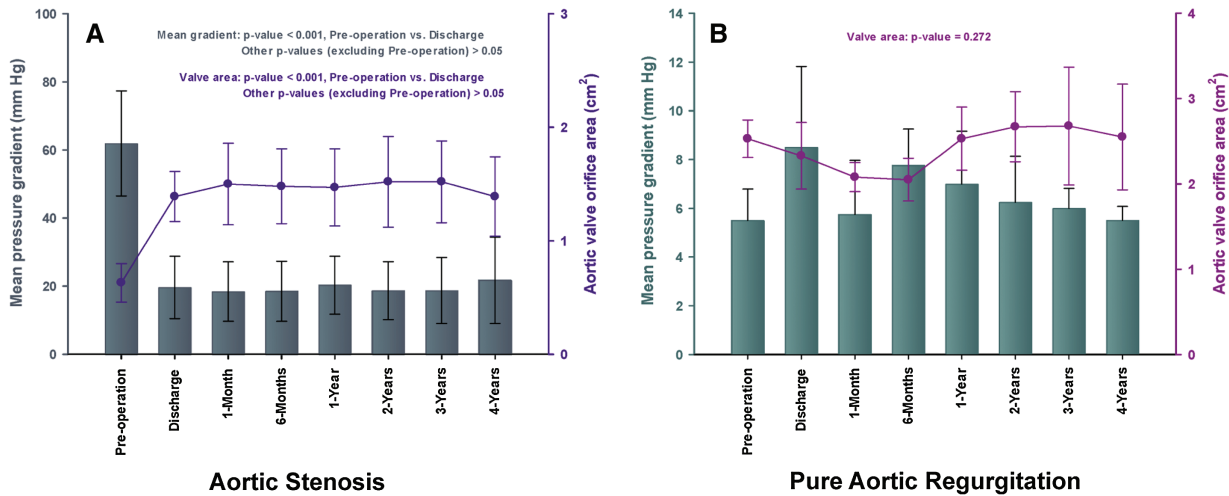 A
Mean gradient: p-value < 0.001, Pre-operation vs. Discharge
Other p-values (excluding Pre-operation) > 0.05
Valve area: p-value < 0.001, Pre-operation vs. Discharge
Other p-values (excluding Pre-operation) > 0.05
Mean pressure gradient (mm Hg)
100
80
60
40
20
0
Aortic valve orifice area (cm²)
3
2
1
0
Pre-operation
Discharge
1-Month
6-Months
1-Year
2-Years
3-Years
4-Years
Aortic Stenosis
B
Valve area: p-value = 0.272
Mean pressure gradient (mm Hg)
14
12
10
8
6
4
2
0
Aortic valve orifice area (cm²)
4
3
2
1
0
Pre-operation
Discharge
1-Month
6-Months
1-Year
2-Years
3-Years
4-Years
Pure Aortic Regurgitation